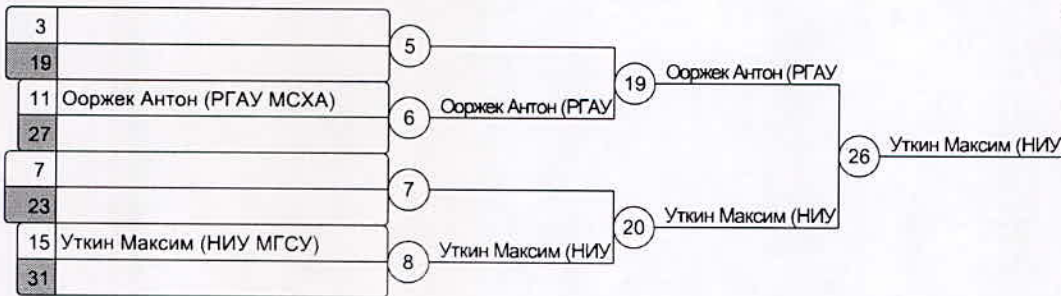 3
5
19
19 Ооржек Антон (РГАУ
11 Ооржек Антон (РГАУ МСХА)
6 Ооржек Антон (РГАУ
27
26 Уткин Максим (НИУ
7
7
23
20 Уткин Максим (НИУ
15 Уткин Максим (НИУ МГСУ)
8 Уткин Максим (НИУ
31